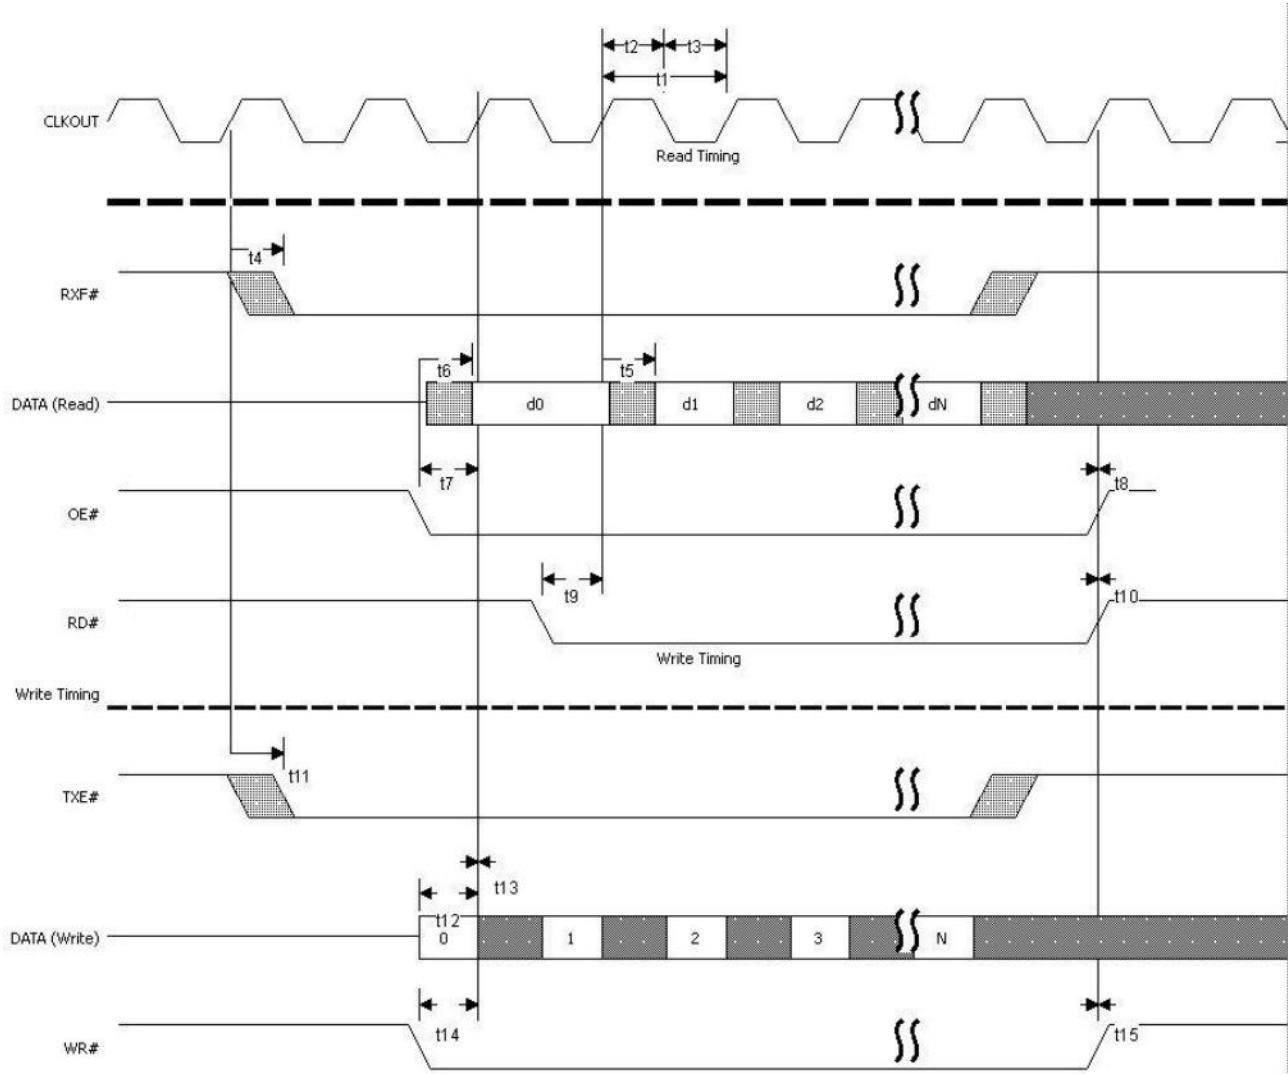 t2 t3
t1
CLKOUT
Read Timing
t4
RXF#
t6 t5
DATA (Read) d0 d1 d2 dN
t7 t8
OE#
t9 t10
RD#
Write Timing
Write Timing
t11
TXE#
t13
t12
DATA (Write) 0 1 2 3 N
t14 t15
WR#